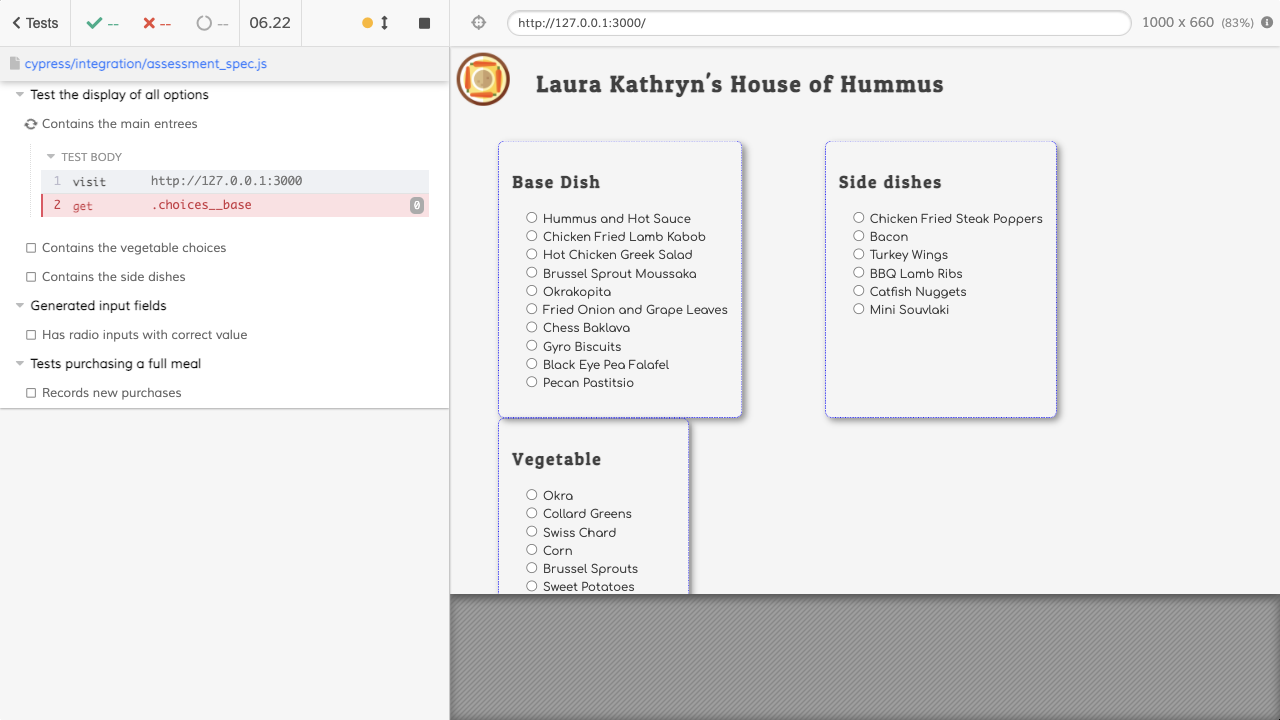 Tests
--
--
--
06.22
http://127.0.0.1:3000/
1000 x 660 (83%)
cypress/integration/assessment_spec.js
Test the display of all options
Contains the main entrees
TEST BODY
1 visit http://127.0.0.1:3000
2 get .choices__base 0
Contains the vegetable choices
Contains the side dishes
Generated input fields
Has radio inputs with correct value
Tests purchasing a full meal
Records new purchases
Laura Kathryn's House of Hummus
Base Dish
Hummus and Hot Sauce
Chicken Fried Lamb Kabob
Hot Chicken Greek Salad
Brussel Sprout Moussaka
Okrakopita
Fried Onion and Grape Leaves
Chess Baklava
Gyro Biscuits
Black Eye Pea Falafel
Pecan Pastitsio
Side dishes
Chicken Fried Steak Poppers
Bacon
Turkey Wings
BBQ Lamb Ribs
Catfish Nuggets
Mini Souvlaki
Vegetable
Okra
Collard Greens
Swiss Chard
Corn
Brussel Sprouts
Sweet Potatoes